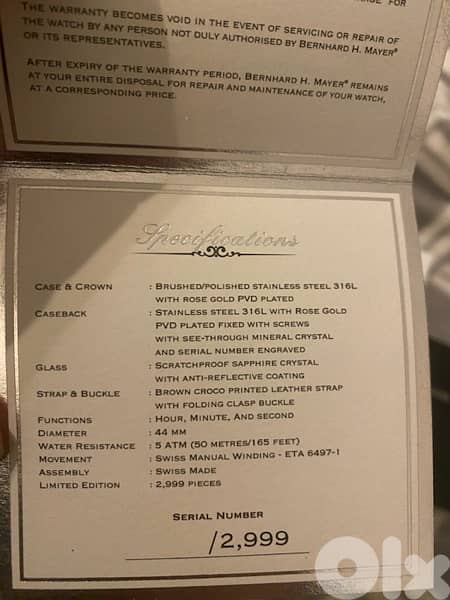 THE WARRANTY BECOMES VOID IN THE EVENT OF SERVICING OR REPAIR OF
THE WATCH BY ANY PERSON NOT DULY AUTHORISED BY BERNHARD H. MAYER®
OR ITS REPRESENTATIVES.
AFTER EXPIRY OF THE WARRANTY PERIOD, BERNHARD H. MAYER® REMAINS
AT YOUR ENTIRE DISPOSAL FOR REPAIR AND MAINTENANCE OF YOUR WATCH,
AT A CORRESPONDING PRICE.
Specifications
CASE & CROWN : BRUSHED/POLISHED STAINLESS STEEL 316L
WITH ROSE GOLD PVD PLATED
CASEBACK : STAINLESS STEEL 316L WITH ROSE GOLD
PVD PLATED FIXED WITH SCREWS
WITH SEE-THROUGH MINERAL CRYSTAL
AND SERIAL NUMBER ENGRAVED
GLASS : SCRATCHPROOF SAPPHIRE CRYSTAL
WITH ANTI-REFLECTIVE COATING
STRAP & BUCKLE : BROWN CROCO PRINTED LEATHER STRAP
WITH FOLDING CLASP BUCKLE
FUNCTIONS : HOUR, MINUTE, AND SECOND
DIAMETER : 44 MM
WATER RESISTANCE : 5 ATM (50 METRES/165 FEET)
MOVEMENT : SWISS MANUAL WINDING - ETA 6497-1
ASSEMBLY : SWISS MADE
LIMITED EDITION : 2,999 PIECES
SERIAL NUMBER
/2,999
OLX